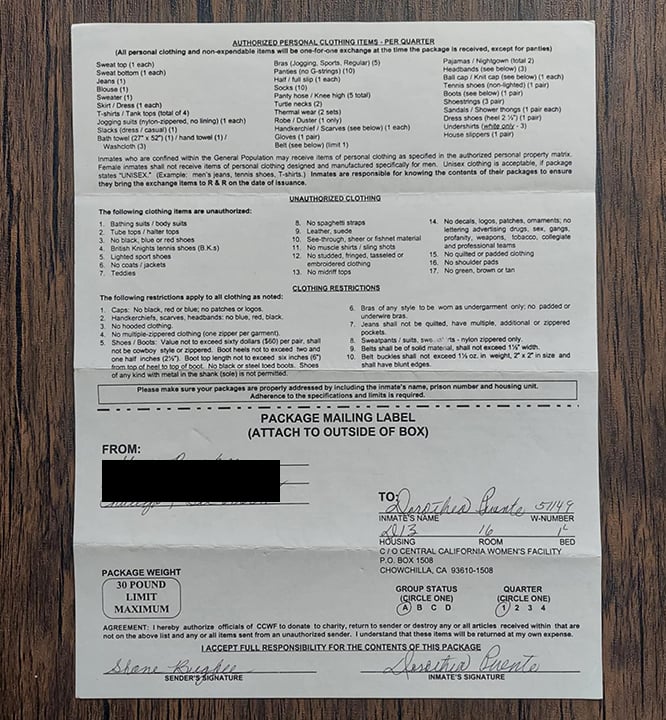 AUTHORIZED PERSONAL CLOTHING ITEMS - PER QUARTER
(All personal clothing and non-expendable items will be one-for-one exchange at the time the package is received, except for panties)
Sweat top (1 each)
Sweat bottom (1 each)
Jeans (1)
Blouse (1)
Sweater (1)
Skirt / Dress (1 each)
T-shirts / Tank tops (total of 4)
Jogging suits (nylon-zippered, no lining) (1 each)
Slacks (dress / casual) (1)
Bath towel (27" x 52") (1) / hand towel (1) /
Washcloth (3)
Bras (Jogging, Sports, Regular) (5)
Panties (no G-strings) (10)
Half / full slip (1 each)
Socks (10)
Panty hose / Knee high (5 total)
Turtle necks (2)
Thermal wear (2 sets)
Robe / Duster (1 only)
Handkerchief / Scarves (see below) (1 each)
Gloves (1 pair)
Belt (see below) (limit 1)
Pajamas / Nightgown (total 2)
Headbands (see below) (3)
Ball cap / Knit cap (see below) (1 each)
Tennis shoes (non-lighted) (1 pair)
Boots (see below) (1 pair)
Shoestrings (3 pair)
Sandals / Shower thongs (1 pair each)
Dress shoes (heel 2 ½") (1 pair)
Undershirts (white only - 3)
House slippers (1 pair)
Inmates who are confined within the General Population may receive items of personal clothing as specified in the authorized personal property matrix.
Female inmates shall not receive items of personal clothing designed and manufactured specifically for men. Unisex clothing is acceptable, if package
states "UNISEX." (Example: men's jeans, tennis shoes, T-shirts.) Inmates are responsible for knowing the contents of their packages to ensure
they bring the exchange items to R & R on the date of issuance.
UNAUTHORIZED CLOTHING
The following clothing items are unauthorized:
1. Bathing suits / body suits
2. Tube tops / halter tops
3. No black, blue or red shoes
4. British Knights tennis shoes (B.K.s)
5. Lighted sport shoes
6. No coats / jackets
7. Teddies
8. No spaghetti straps
9. Leather, suede
10. See-through, sheer or fishnet material
11. No muscle shirts / sling shots
12. No studded, fringed, tasseled or
embroidered clothing
13. No midriff tops
14. No decals, logos, patches, ornaments; no
lettering advertising drugs, sex, gangs,
profanity, weapons, tobacco, collegiate
and professional teams
15. No quilted or padded clothing
16. No shoulder pads
17. No green, brown or tan
CLOTHING RESTRICTIONS
The following restrictions apply to all clothing as noted:
1. Caps: No black, red or blue; no patches or logos.
2. Handkerchiefs, scarves, headbands: no blue, red, black.
3. No hooded clothing.
4. No multiple-zippered clothing (one zipper per garment).
5. Shoes / Boots: Value not to exceed sixty dollars ($60) per pair, shall
not be cowboy style or zippered. Boot heels not to exceed two and
one half inches (2½"). Boot top length not to exceed six inches (6")
from top of heel to top of boot. No black or steel toed boots. Shoes
of any kind with metal in the shank (sole) is not permitted.
6. Bras of any style to be worn as undergarment only; no padded or
underwire bras.
7. Jeans shall not be quilted, have multiple, additional or zippered
pockets.
8. Sweatpants / suits, - nylon zippered only.
9. Belts shall be of solid material, shall not exceed 1½" width.
10. Belt buckles shall not exceed 1½ oz. in weight, 2" x 2" in size and
shall have blunt edges.
Please make sure your packages are properly addressed by including the inmate's name, prison number and housing unit.
Adherence to the specifications and limits is required.
PACKAGE MAILING LABEL
(ATTACH TO OUTSIDE OF BOX)
FROM:
TO: Dorothea Puente 51149
INMATE'S NAME W-NUMBER
D13 16 1L
HOUSING ROOM BED
C / O CENTRAL CALIFORNIA WOMEN'S FACILITY
P.O. BOX 1508
CHOWCHILLA, CA 93610-1508
PACKAGE WEIGHT
30 POUND
LIMIT
MAXIMUM
GROUP STATUS
(CIRCLE ONE)
A B C D
QUARTER
(CIRCLE ONE)
1 2 3 4
AGREEMENT: I hereby authorize officials of CCWF to donate to charity, return to sender or destroy any or all articles received within that are
not on the above list and any or all items sent from an unauthorized sender. I understand that these items will be returned at my own expense.
I ACCEPT FULL RESPONSIBILITY FOR THE CONTENTS OF THIS PACKAGE
Shane Bugbee Dorothea Puente
SENDER'S SIGNATURE INMATE'S SIGNATURE